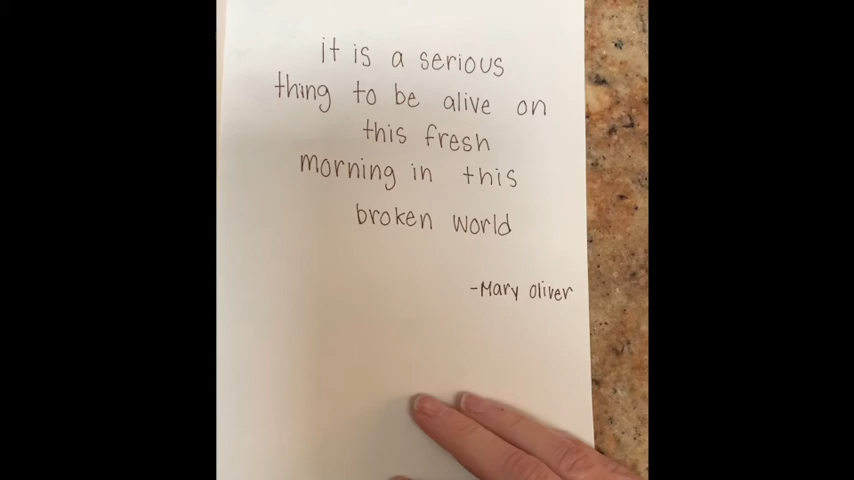 it is a serious
thing to be alive on
this fresh
morning in this
broken world
-Mary Oliver